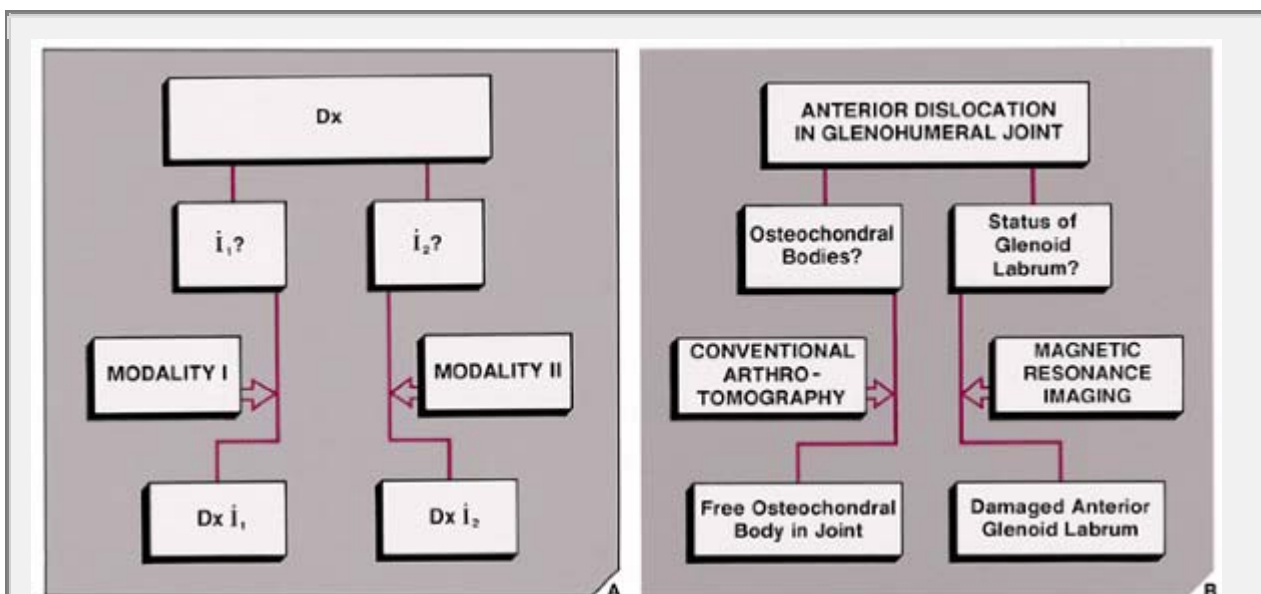 Dx
i₁?
i₂?
MODALITY I
MODALITY II
Dx i₁
Dx i₂
A
ANTERIOR DISLOCATION
IN GLENOHUMERAL JOINT
Osteochondral
Bodies?
Status of
Glenoid
Labrum?
CONVENTIONAL
ARTHRO-
TOMOGRAPHY
MAGNETIC
RESONANCE
IMAGING
Free Osteochondral
Body in Joint
Damaged Anterior
Glenoid Labrum
B